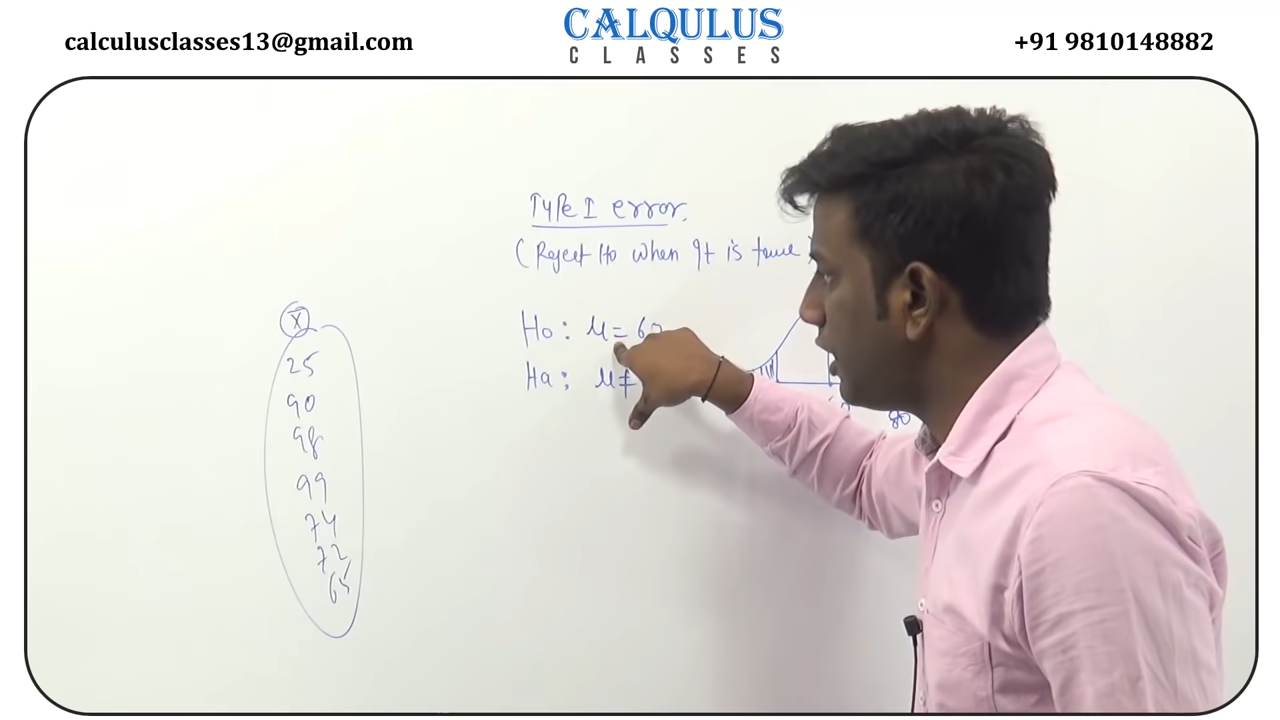 calculusclasses13@gmail.com
CALQULUS
CLASSES
+91 9810148882
Type I error.
(Reject Ho when It is true)
Ho: μ = 60
Ha: μ ≠
80
X̄
25
90
98
99
74
72
65